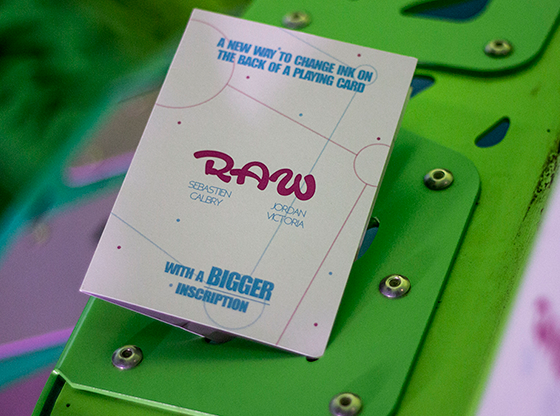 A NEW WAY TO CHANGE INK ON
THE BACK OF A PLAYING CARD
RAW
SEBASTIEN
CALBRY
JORDAN
VICTORIA
WITH A BIGGER
INSCRIPTION